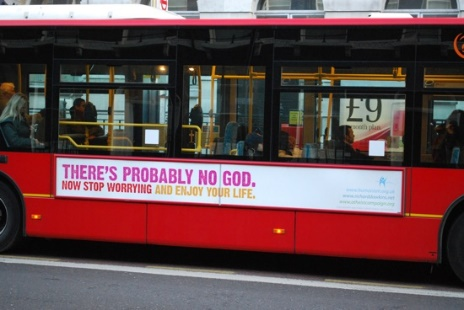 £9
THERE'S PROBABLY NO GOD.
NOW STOP WORRYING AND ENJOY YOUR LIFE.